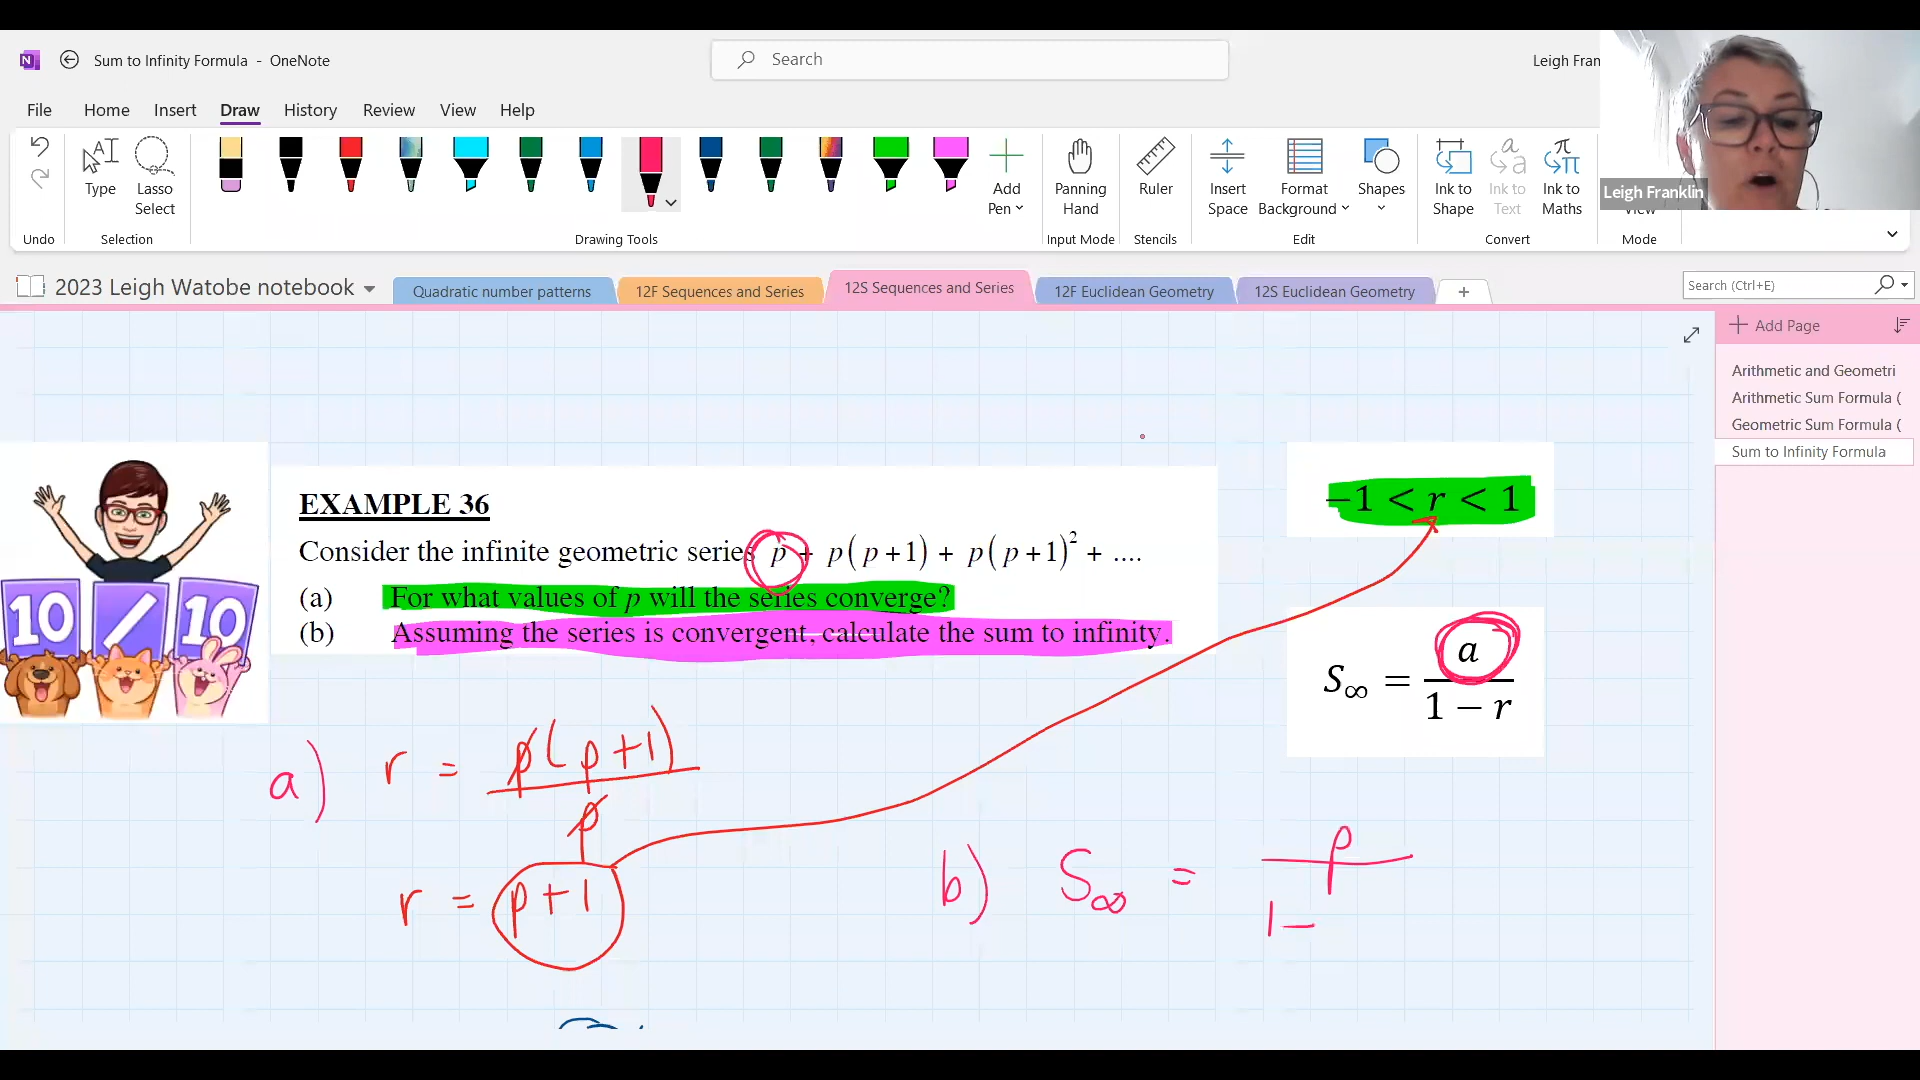 Sum to Infinity Formula - OneNote
Search
Leigh Fran
File Home Insert Draw History Review View Help
Type
Lasso Select
Add Pen
Panning Hand
Ruler
Insert Space
Format Background
Shapes
Ink to Shape
Ink to Text
Ink to Maths
View
Leigh Franklin
Undo Selection Drawing Tools Input Mode Stencils Edit Convert Mode
2023 Leigh Watobe notebook
Quadratic number patterns
12F Sequences and Series
12S Sequences and Series
12F Euclidean Geometry
12S Euclidean Geometry
Search (Ctrl+E)
Add Page
Arithmetic and Geometri
Arithmetic Sum Formula (
Geometric Sum Formula (
Sum to Infinity Formula
10/10
EXAMPLE 36
Consider the infinite geometric series p + p(p+1) + p(p+1)² + ....
(a) For what values of p will the series converge?
(b) Assuming the series is convergent, calculate the sum to infinity.
−1 < r < 1
S∞ = a / 1 − r
a) r = p(p+1) / p
r = p+1
b) S∞ = p / 1−